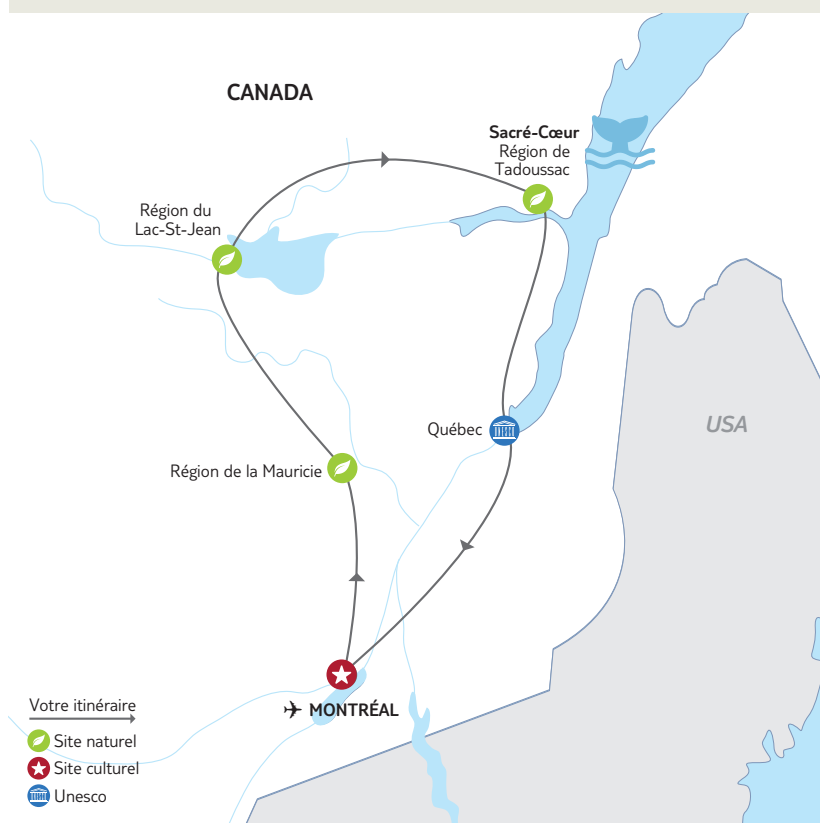 CANADA
Sacré-Cœur
Région de
Tadoussac
Région du
Lac-St-Jean
USA
Québec
Région de la Mauricie
MONTRÉAL
Votre itinéraire
Site naturel
Site culturel
Unesco